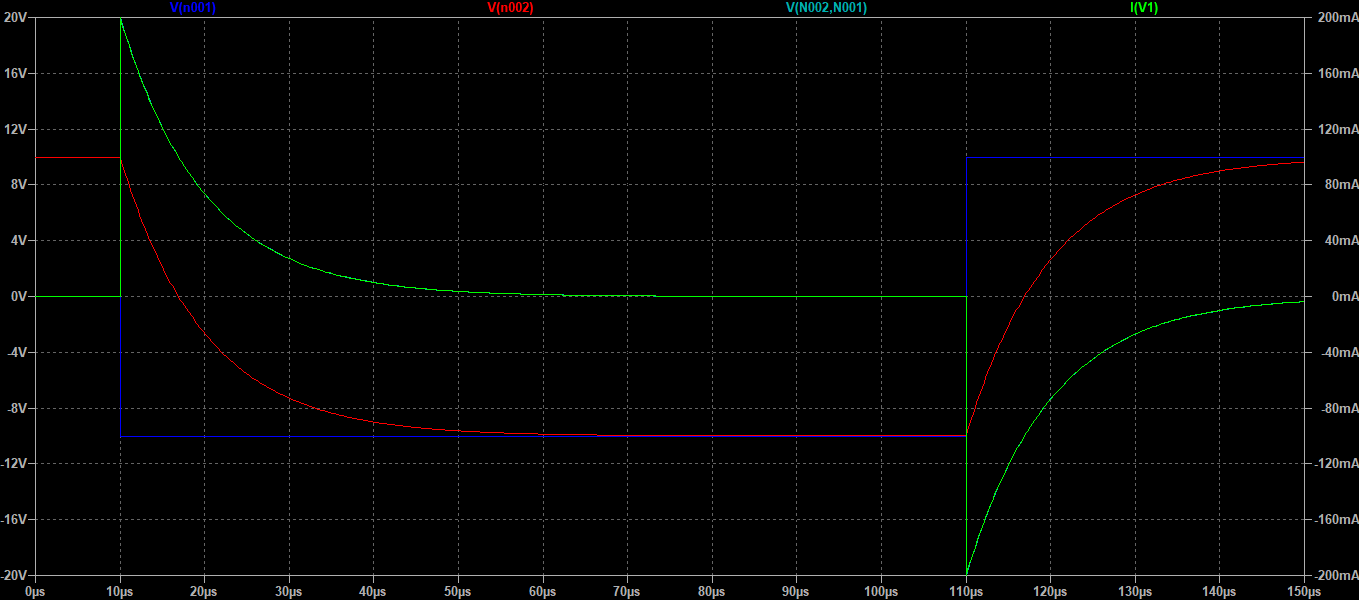 V(n001) V(n002) V(N002,N001) I(V1)
20V 200mA
16V 160mA
12V 120mA
8V 80mA
4V 40mA
0V 0mA
-4V -40mA
-8V -80mA
-12V -120mA
-16V -160mA
-20V -200mA
0µs 10µs 20µs 30µs 40µs 50µs 60µs 70µs 80µs 90µs 100µs 110µs 120µs 130µs 140µs 150µs